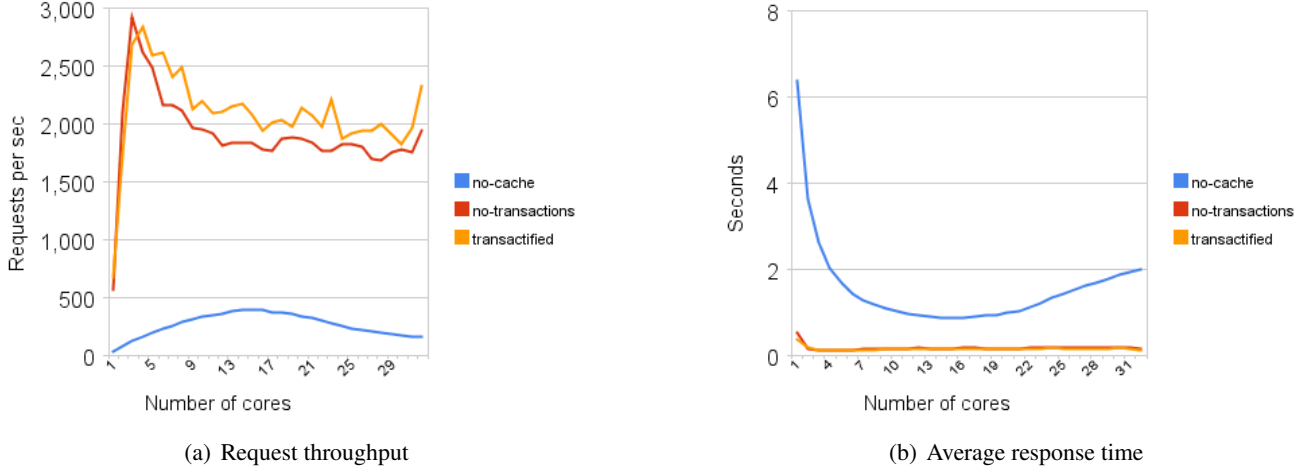 3,000
2,500
2,000
1,500
1,000
500
0
Requests per sec
1 5 9 13 17 21 25 29
Number of cores
no-cache
no-transactions
transactified
(a) Request throughput
8
6
4
2
0
Seconds
1 4 7 10 13 16 19 22 25 28 31
Number of cores
no-cache
no-transactions
transactified
(b) Average response time